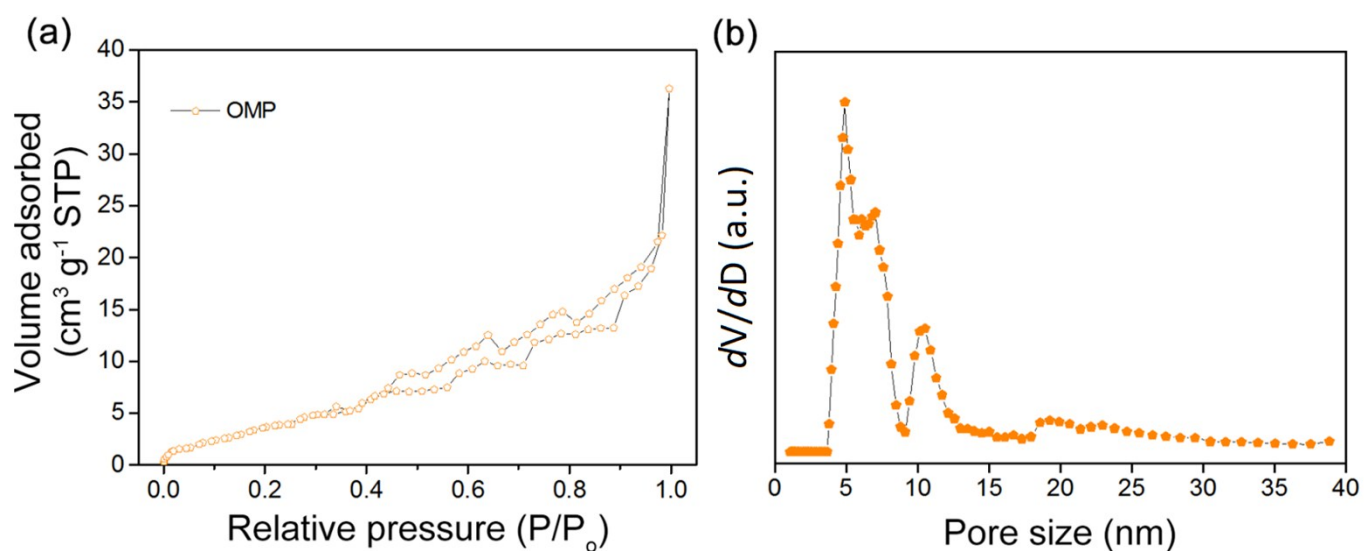 (a)
40
35
30
25
20
15
10
5
0
Volume adsorbed
(cm³ g⁻¹ STP)
OMP
0.0 0.2 0.4 0.6 0.8 1.0
Relative pressure (P/Pₒ)
(b)
dV/dD (a.u.)
0 5 10 15 20 25 30 35 40
Pore size (nm)